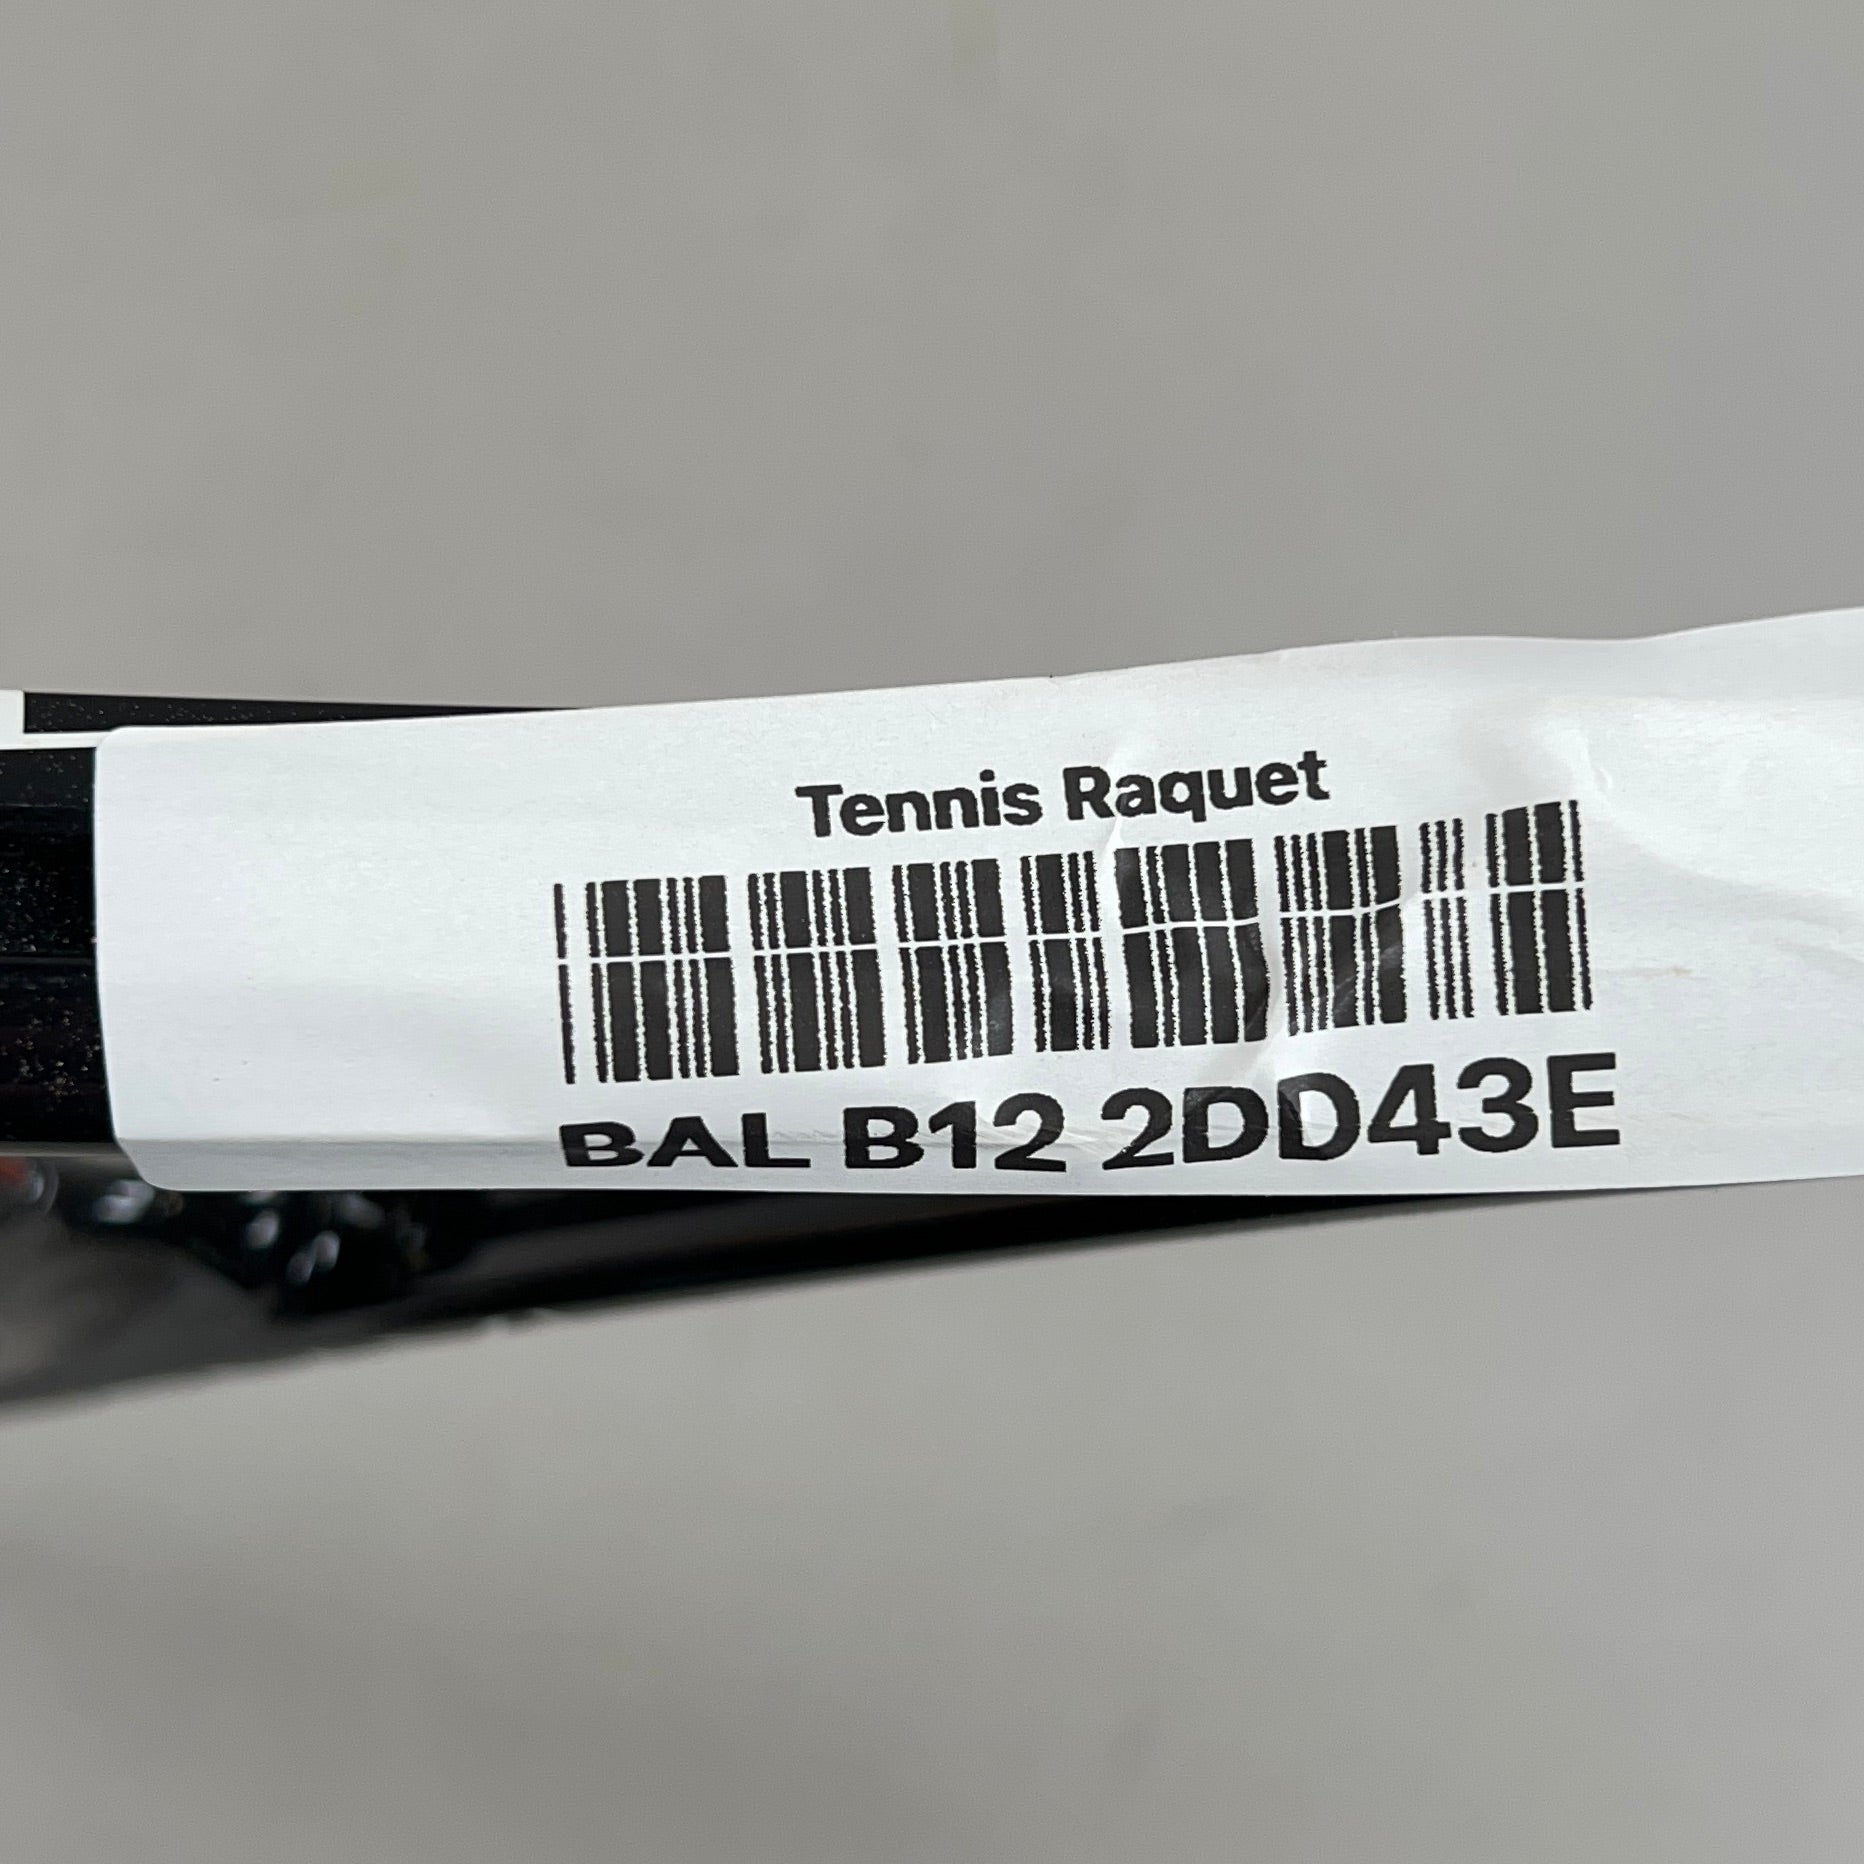 Tennis Raquet
BAL B12 2DD43E